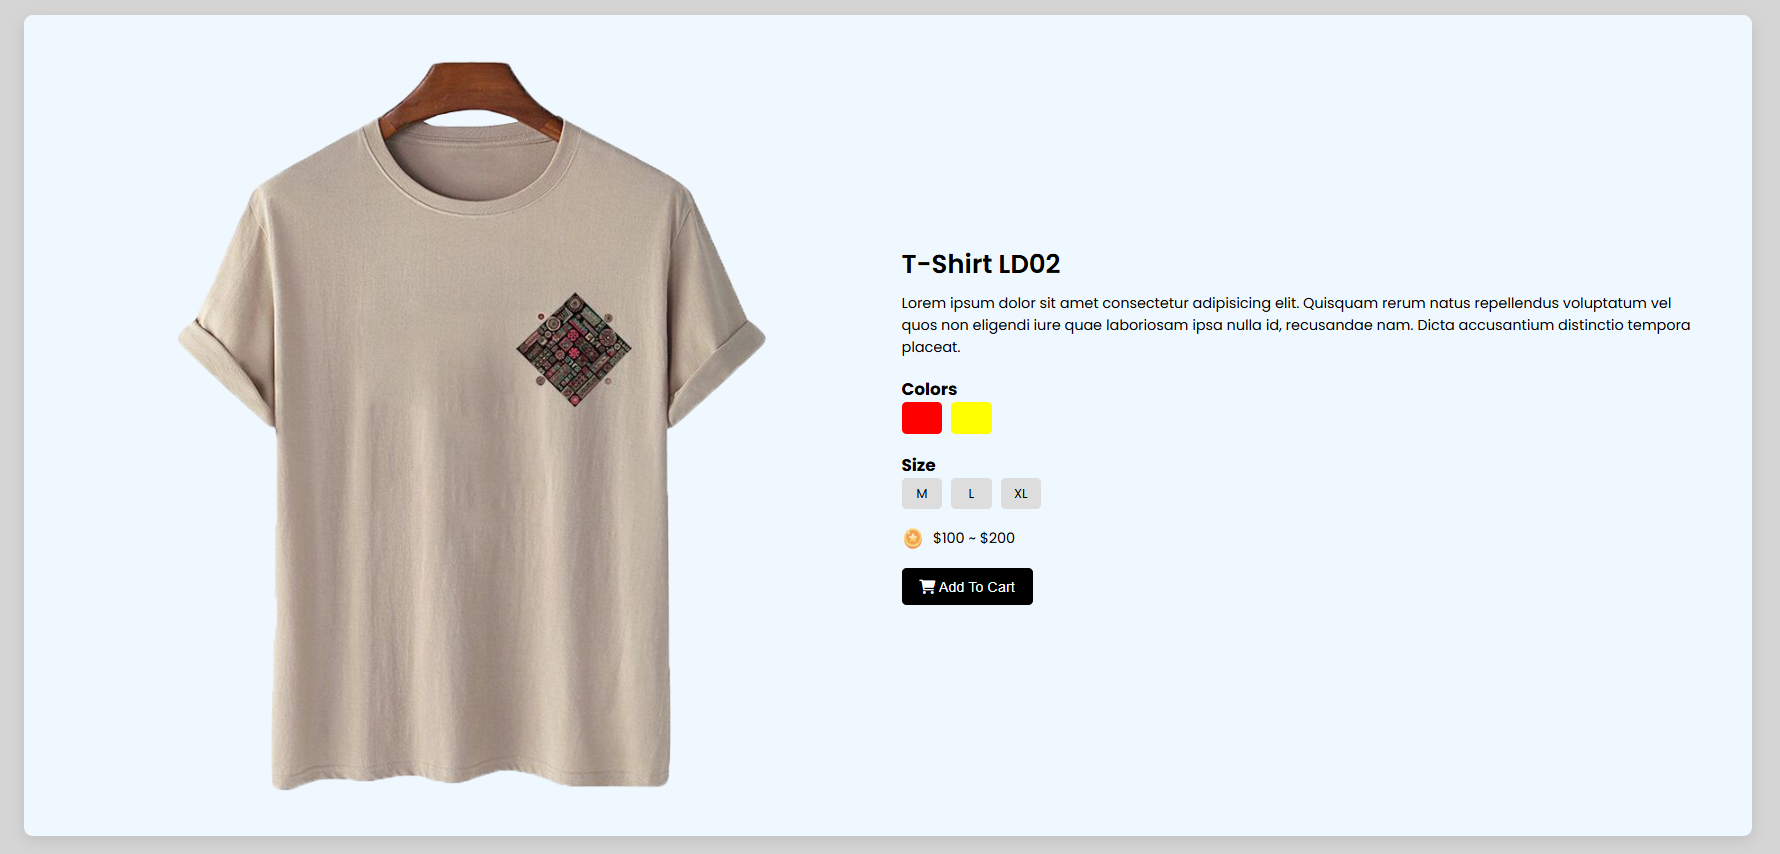 T-Shirt LD02
Lorem ipsum dolor sit amet consectetur adipisicing elit. Quisquam rerum natus repellendus voluptatum vel
quos non eligendi iure quae laboriosam ipsa nulla id, recusandae nam. Dicta accusantium distinctio tempora
placeat.
Colors
Size
M L XL
$100 ~ $200
Add To Cart